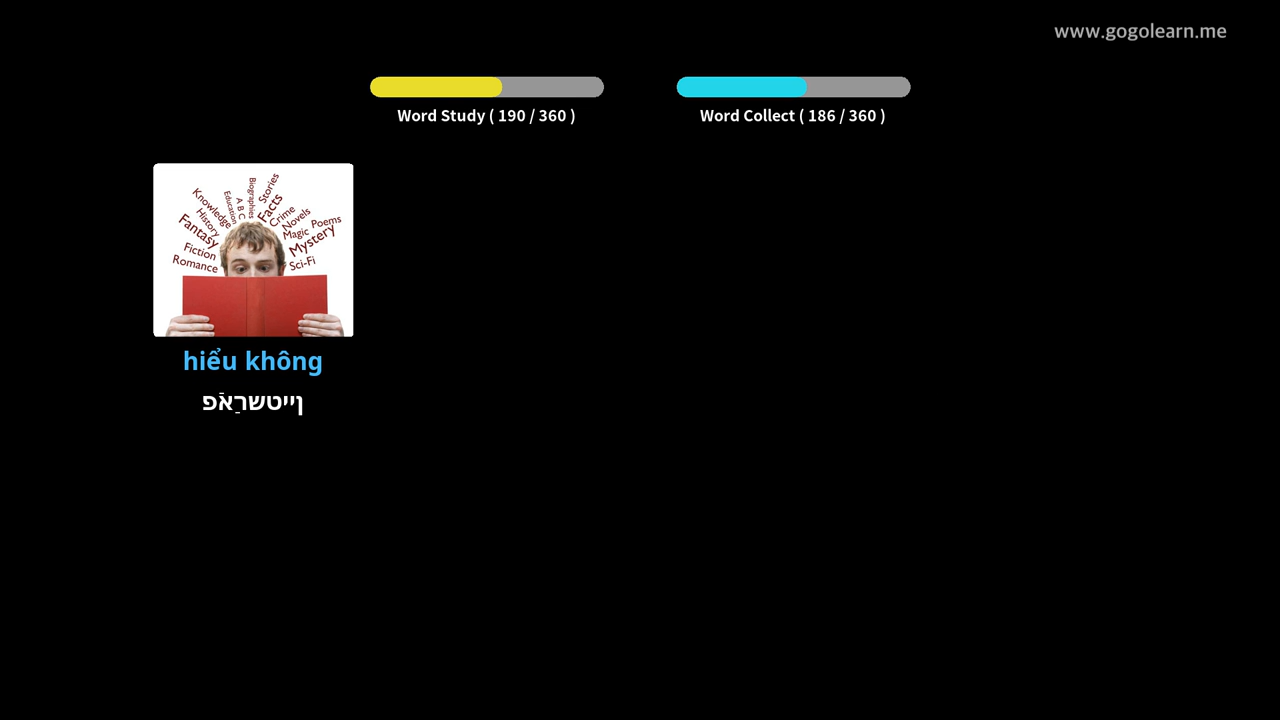 www.gogolearn.me
Word Study ( 190 / 360 )
Word Collect ( 186 / 360 )
Romance
Fiction
Fantasy
History
Knowledge
Education
A B C
Biographies
Stories
Facts
Crime
Novels
Magic
Poems
Mystery
Sci-Fi
hiểu không
פֿאַרשטיין